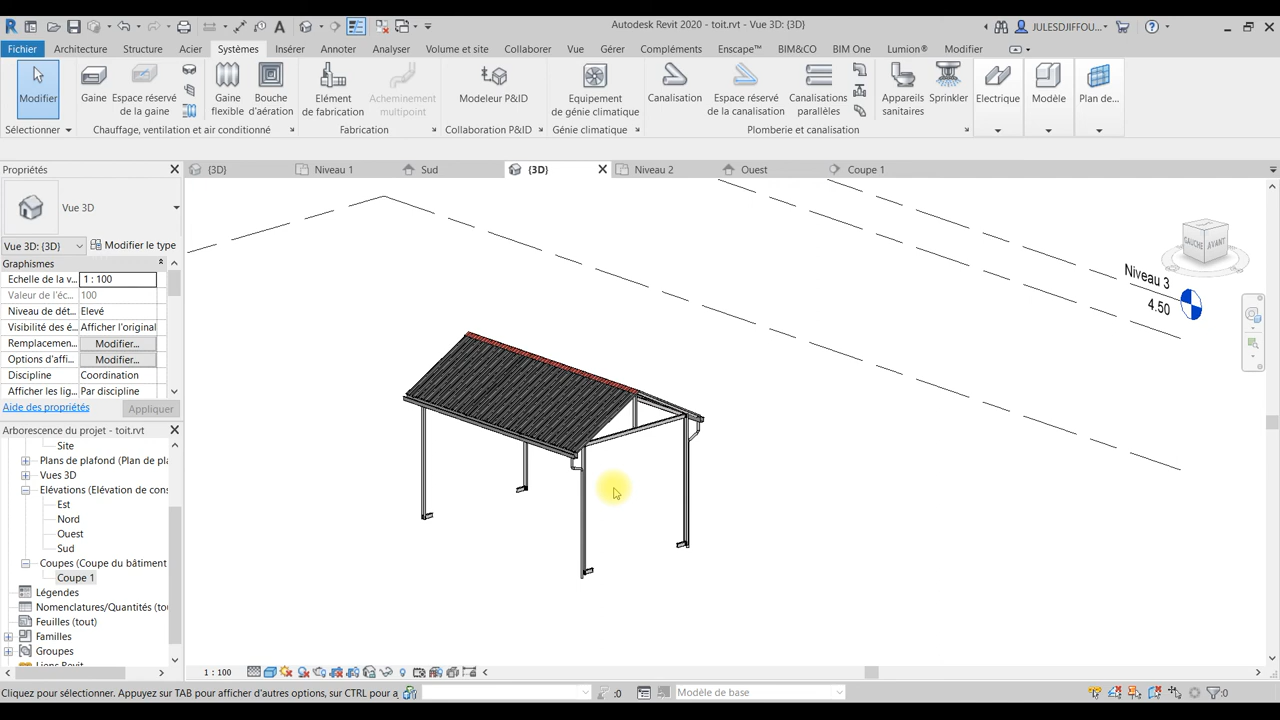 Autodesk Revit 2020 - toit.rvt - Vue 3D: {3D}
JULESDJIFFOU...
Fichier Architecture Structure Acier Systèmes Insérer Annoter Analyser Volume et site Collaborer Vue Gérer Compléments Enscape™ BIM&CO BIM One Lumion® Modifier
Modifier
Gaine
Espace réservé de la gaine
Gaine flexible
Bouche d'aération
Elément de fabrication
Acheminement multipoint
Modeleur P&ID
Equipement de génie climatique
Canalisation
Espace réservé de la canalisation
Canalisations parallèles
Appareils sanitaires
Sprinkler
Electrique
Modèle
Plan de...
Sélectionner Chauffage, ventilation et air conditionné Fabrication Collaboration P&ID Génie climatique Plomberie et canalisation
Propriétés
{3D} Niveau 1 Sud {3D} Niveau 2 Ouest Coupe 1
Vue 3D
Vue 3D: {3D} Modifier le type
Graphismes
Echelle de la v... 1 : 100
Valeur de l'éc... 100
Niveau de dét... Elevé
Visibilité des é... Afficher l'original
Remplacemen... Modifier...
Options d'affi... Modifier...
Discipline Coordination
Afficher les lig... Par discipline
Aide des propriétés Appliquer
Arborescence du projet - toit.rvt
Site
Plans de plafond (Plan de pla
Vues 3D
Elévations (Elévation de cons
Est
Nord
Ouest
Sud
Coupes (Coupe du bâtiment
Coupe 1
Légendes
Nomenclatures/Quantités (tou
Feuilles (tout)
Familles
Groupes
Liens Revit
GAUCHE AVANT
Niveau 3
4.50
1 : 100
Cliquez pour sélectionner. Appuyez sur TAB pour afficher d'autres options, sur CTRL pour a
:0
Modèle de base
:0